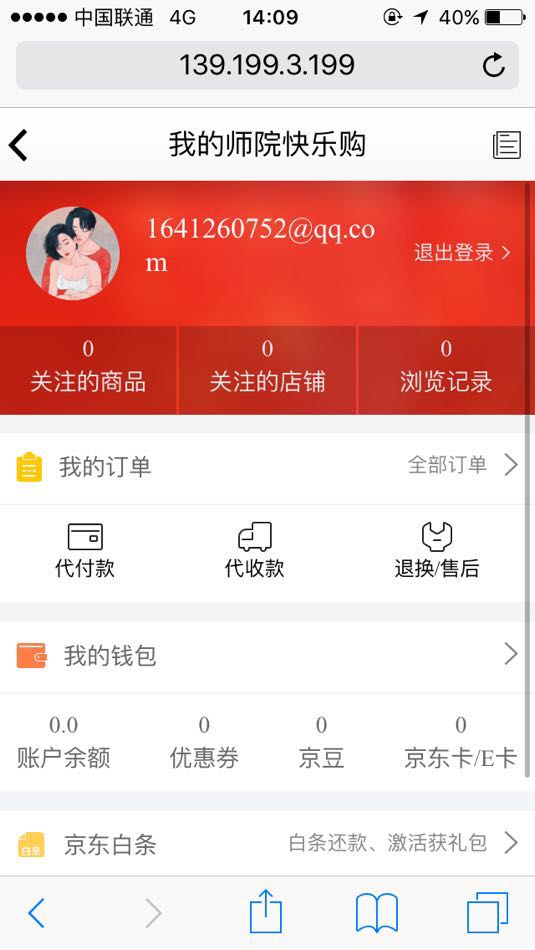 中国联通 4G 14:09 40%
139.199.3.199
我的师院快乐购
1641260752@qq.co
m
退出登录
0 0 0
关注的商品 关注的店铺 浏览记录
我的订单 全部订单
代付款 代收款 退换/售后
我的钱包
0.0 0 0 0
账户余额 优惠券 京豆 京东卡/E卡
白条
京东白条 白条还款、激活获礼包